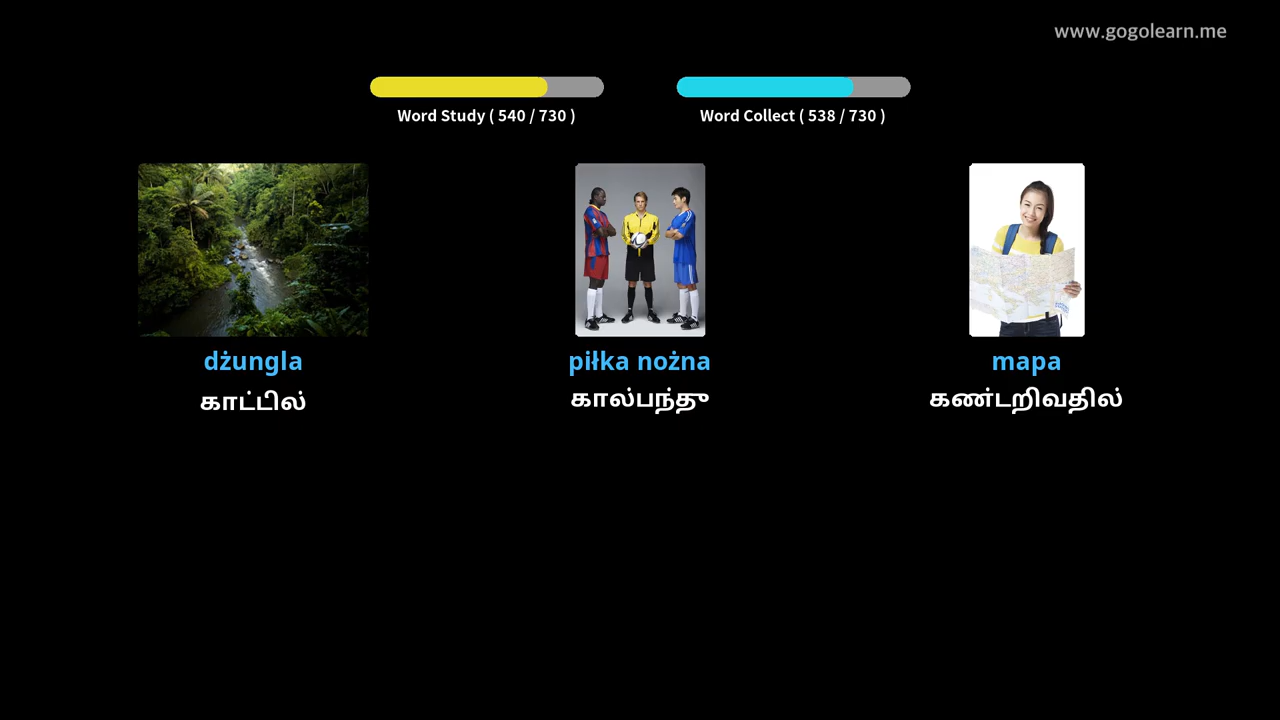 www.gogolearn.me
Word Study ( 540 / 730 )
Word Collect ( 538 / 730 )
dżungla
piłka nożna
mapa
காட்டில்
கால்பந்து
கண்டறிவதில்